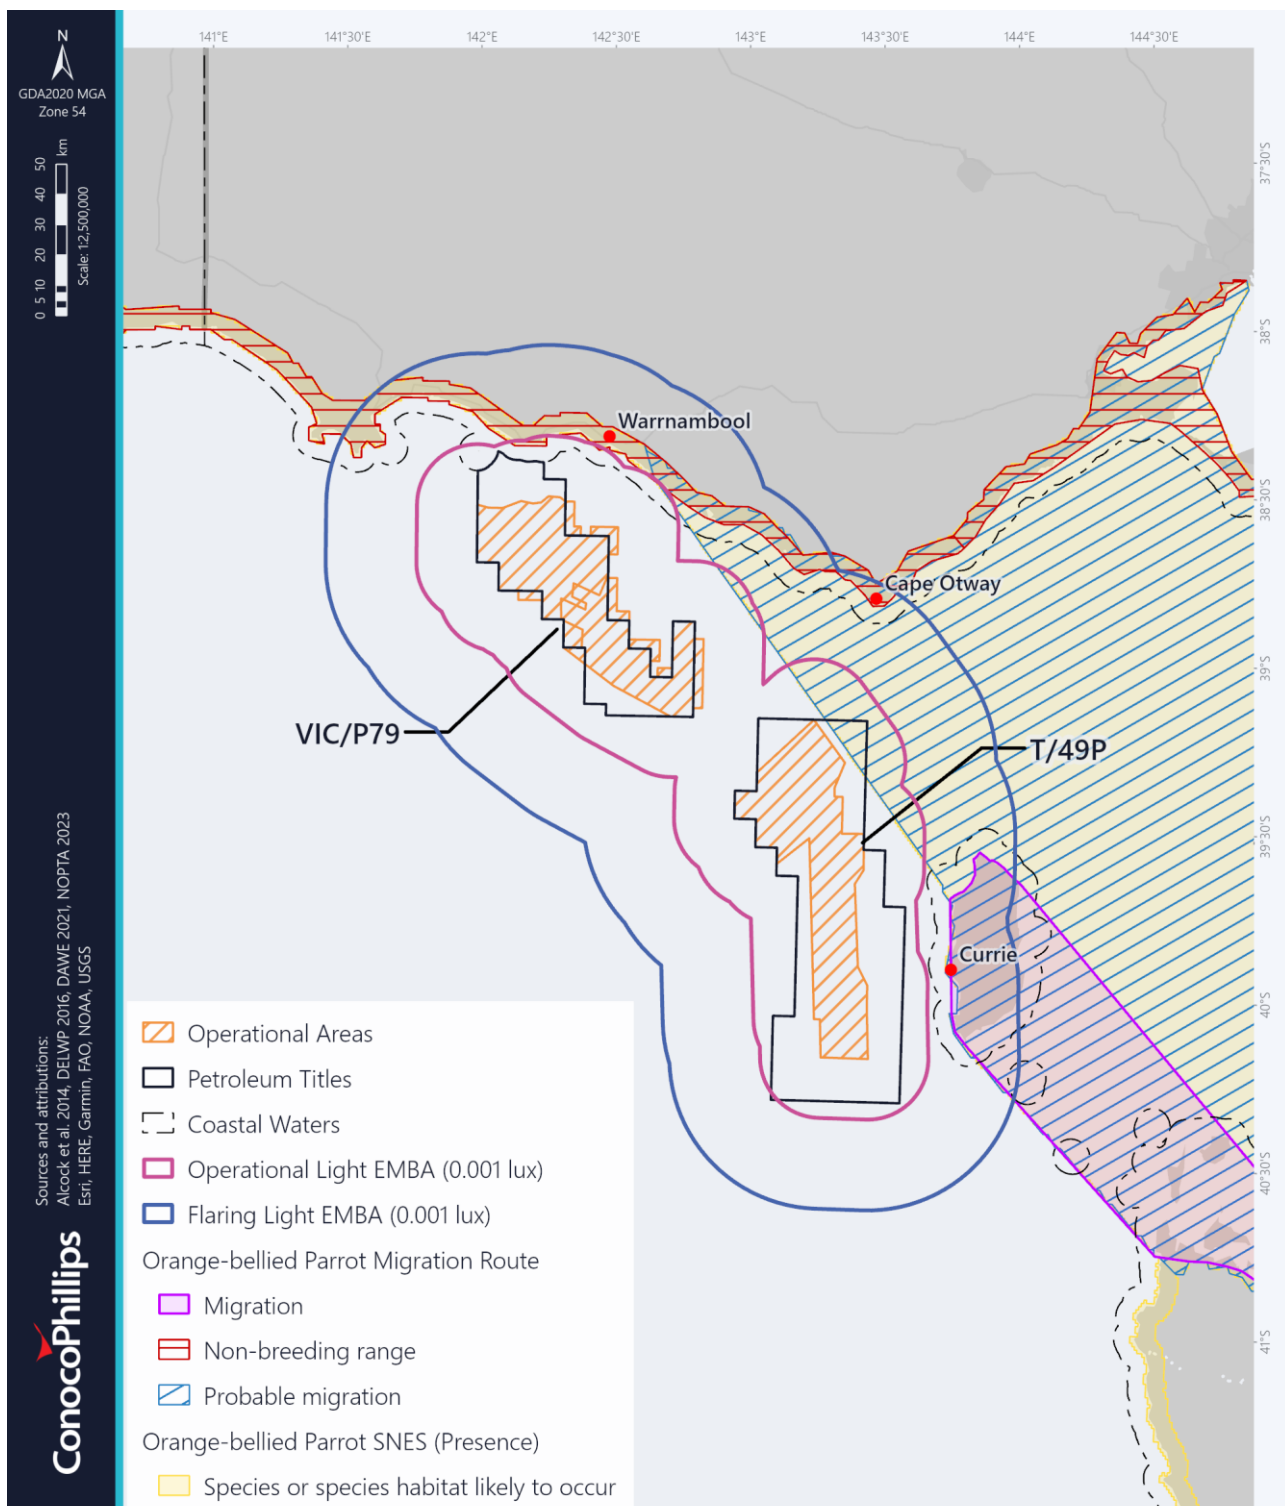 141°E 141°30'E 142°E 142°30'E 143°E 143°30'E 144°E 144°30'E
N
GDA2020 MGA
Zone 54
0 5 10 20 30 40 50 km
Scale: 1:2,500,000
37°30'S
38°S
38°30'S
39°S
39°30'S
40°S
40°30'S
41°S
Warrnambool
Cape Otway
VIC/P79
T/49P
Currie
Sources and attributions:
Alcock et al. 2014, DELWP 2016, DAWE 2021, NOPTA 2023
Esri, HERE, Garmin, FAO, NOAA, USGS
ConocoPhillips
Operational Areas
Petroleum Titles
Coastal Waters
Operational Light EMBA (0.001 lux)
Flaring Light EMBA (0.001 lux)
Orange-bellied Parrot Migration Route
Migration
Non-breeding range
Probable migration
Orange-bellied Parrot SNES (Presence)
Species or species habitat likely to occur